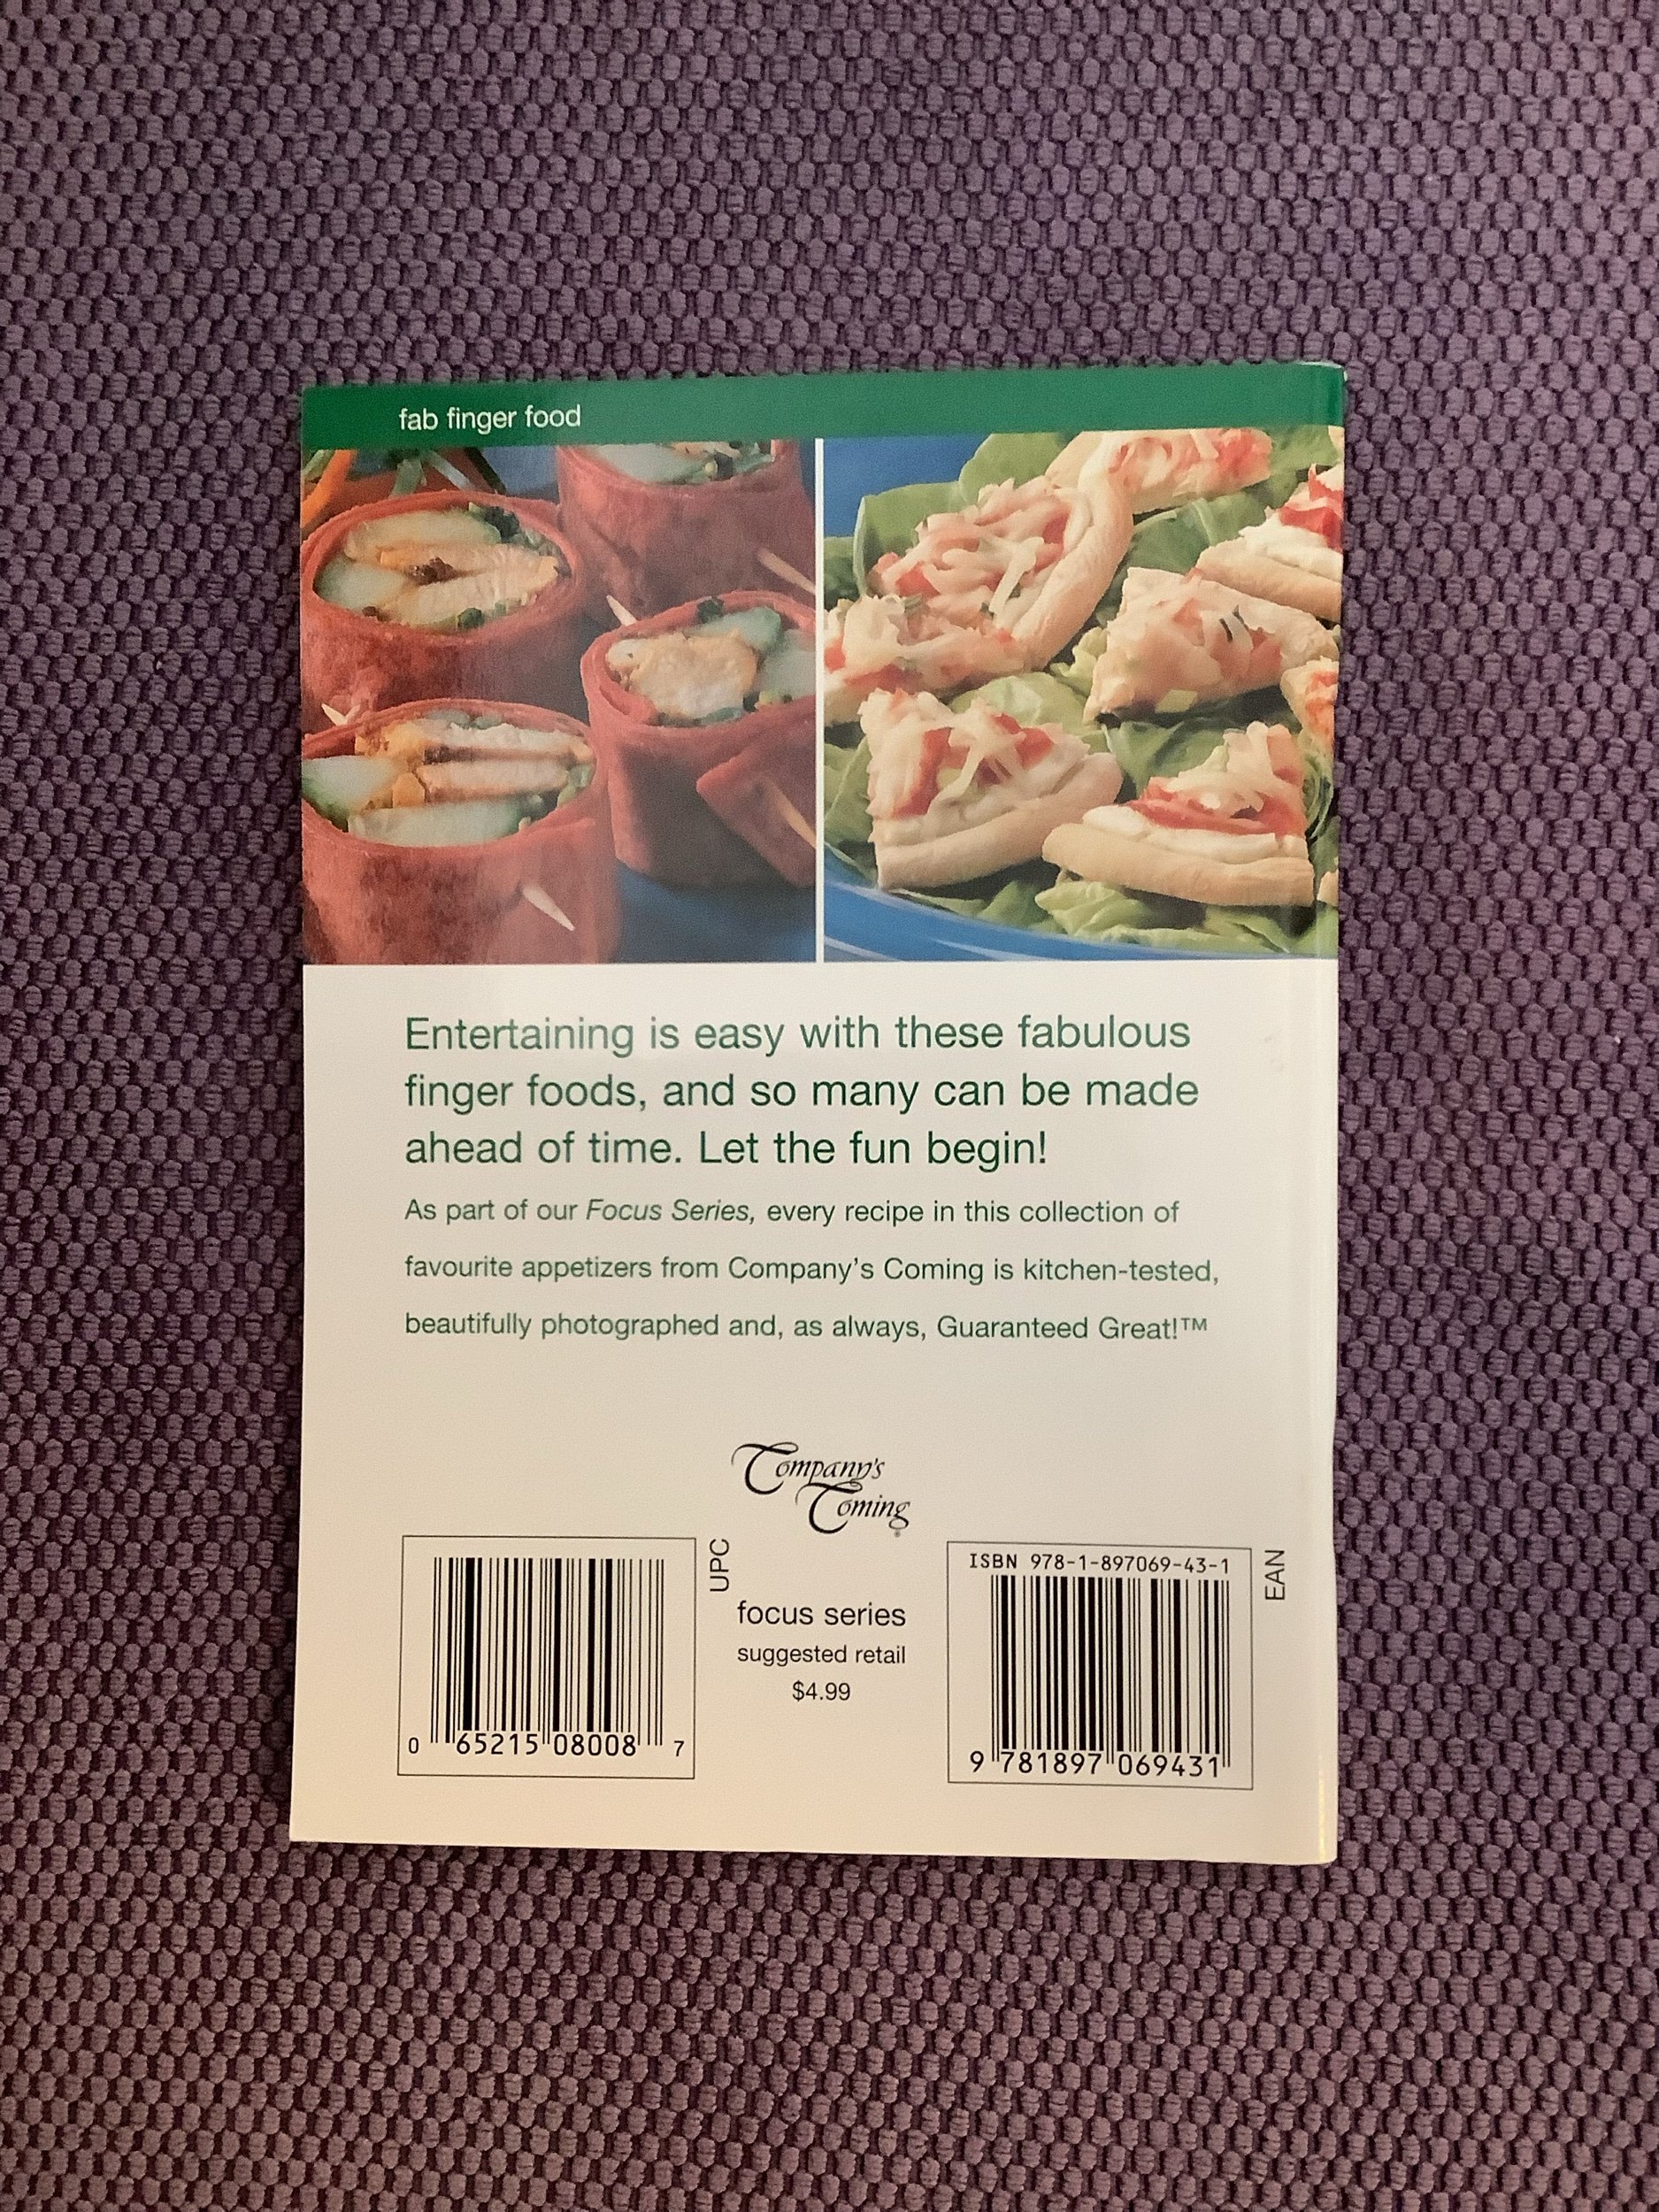 fab finger food
Entertaining is easy with these fabulous
finger foods, and so many can be made
ahead of time. Let the fun begin!
As part of our Focus Series, every recipe in this collection of
favourite appetizers from Company's Coming is kitchen-tested,
beautifully photographed and, as always, Guaranteed Great!™
Company's
Coming®
UPC
0 65215 08008 7
focus series
suggested retail
$4.99
ISBN 978-1-897069-43-1
EAN
9 781897 069431